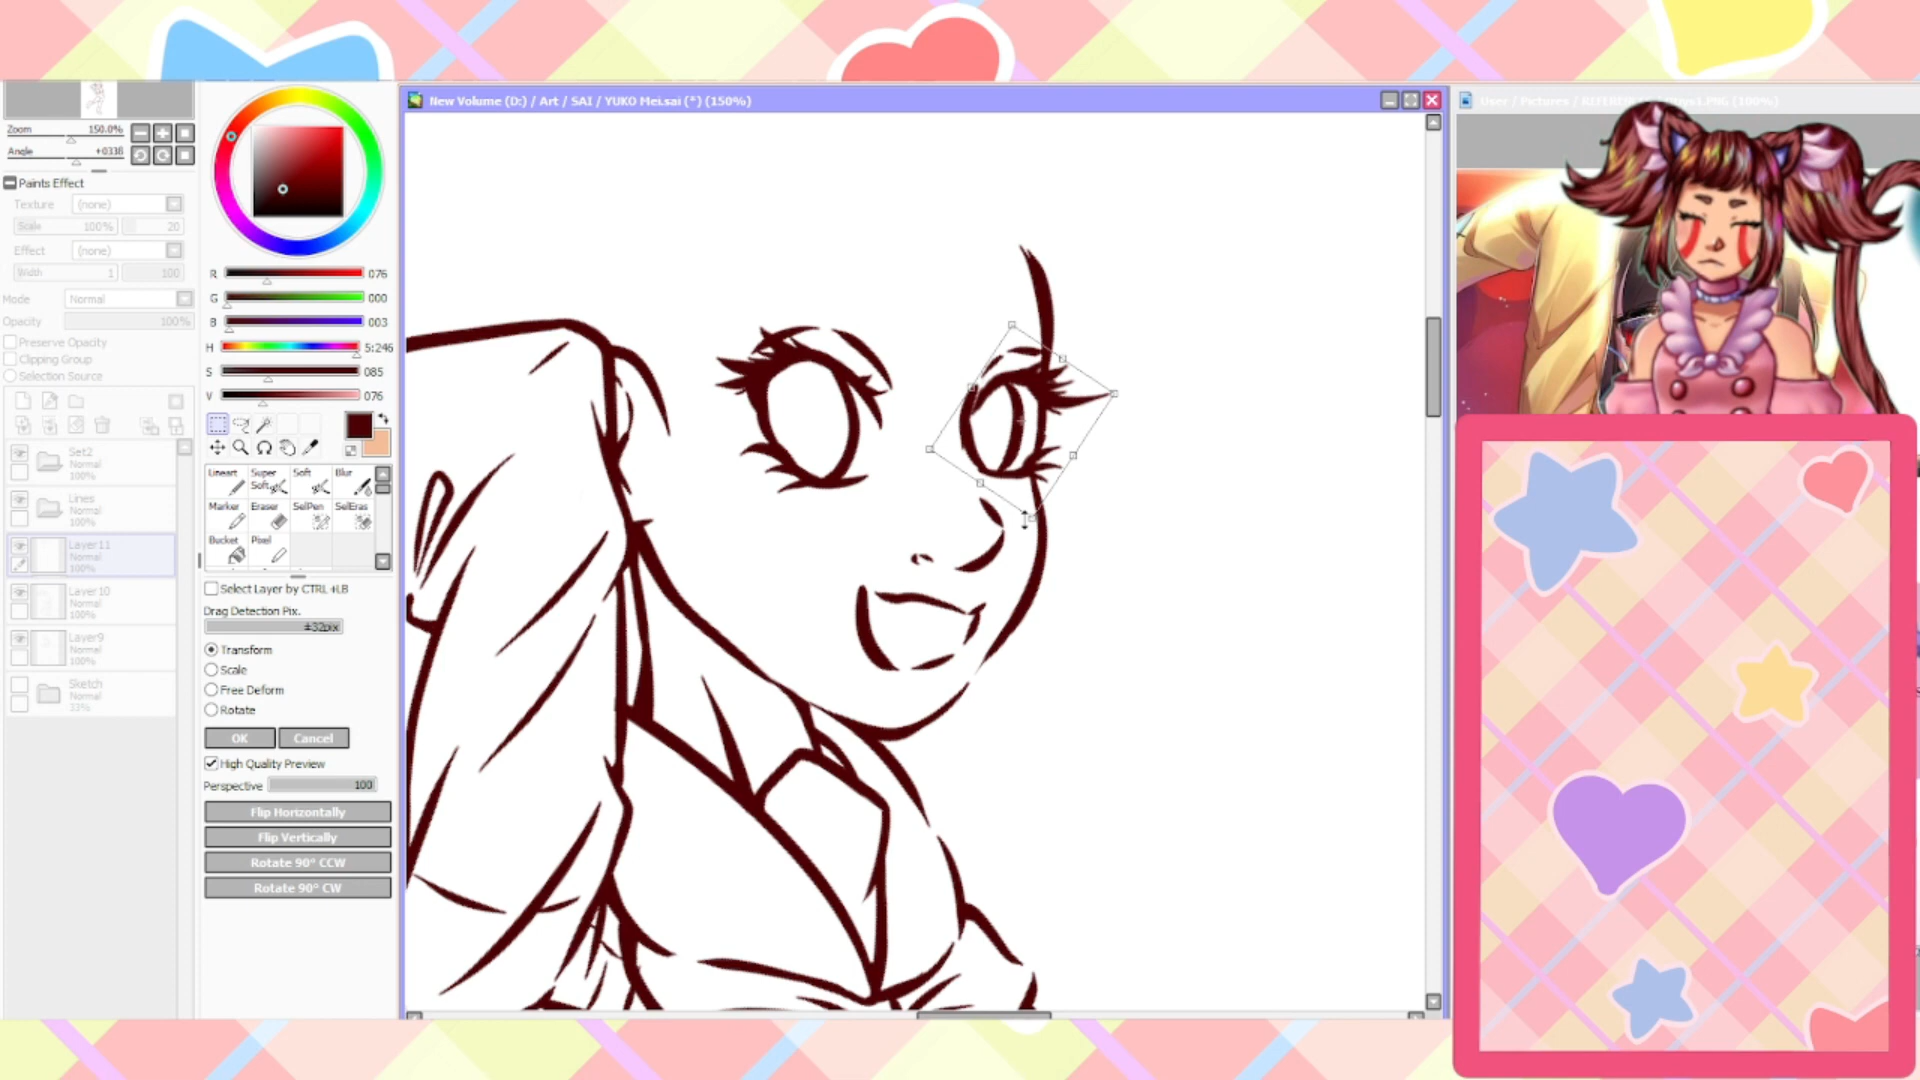 New Volume (D:) / Art / SAI / YUKO Mei.sai (*) (150%)
Zoom 150.0%
Angle +0338
Paints Effect
Texture (none)
Scale 100% 20
Effect (none)
Width 1 100
Mode Normal
Opacity 100%
Preserve Opacity
Clipping Group
Selection Source
Set2
Normal
100%
Lines
Normal
100%
Layer11
Normal
100%
Layer10
Normal
100%
Layer9
Normal
100%
Sketch
Normal
33%
R 076
G 000
B 003
H 5:246
S 085
V 076
Lineart Super Soft Soft Blur
Marker Eraser SelPen SelEras
Bucket Pixel
Select Layer by CTRL+LB
Drag Detection Pix.
±32pix
Transform
Scale
Free Deform
Rotate
OK Cancel
High Quality Preview
Perspective 100
Flip Horizontally
Flip Vertically
Rotate 90° CCW
Rotate 90° CW
User / Pictures /